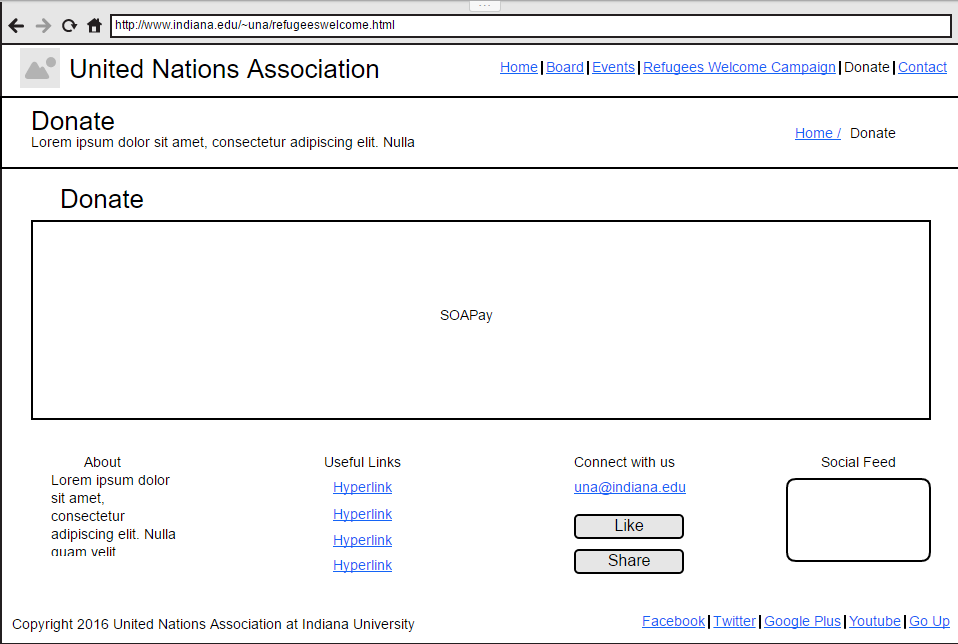 http://www.indiana.edu/~una/refugeeswelcome.html
United Nations Association
Home | Board | Events | Refugees Welcome Campaign | Donate | Contact
Donate
Lorem ipsum dolor sit amet, consectetur adipiscing elit. Nulla
Home / Donate
Donate
SOAPay
About
Lorem ipsum dolor
sit amet,
consectetur
adipiscing elit. Nulla
quam velit
Useful Links
Hyperlink
Hyperlink
Hyperlink
Hyperlink
Connect with us
una@indiana.edu
Like
Share
Social Feed
Copyright 2016 United Nations Association at Indiana University
Facebook | Twitter | Google Plus | Youtube | Go Up